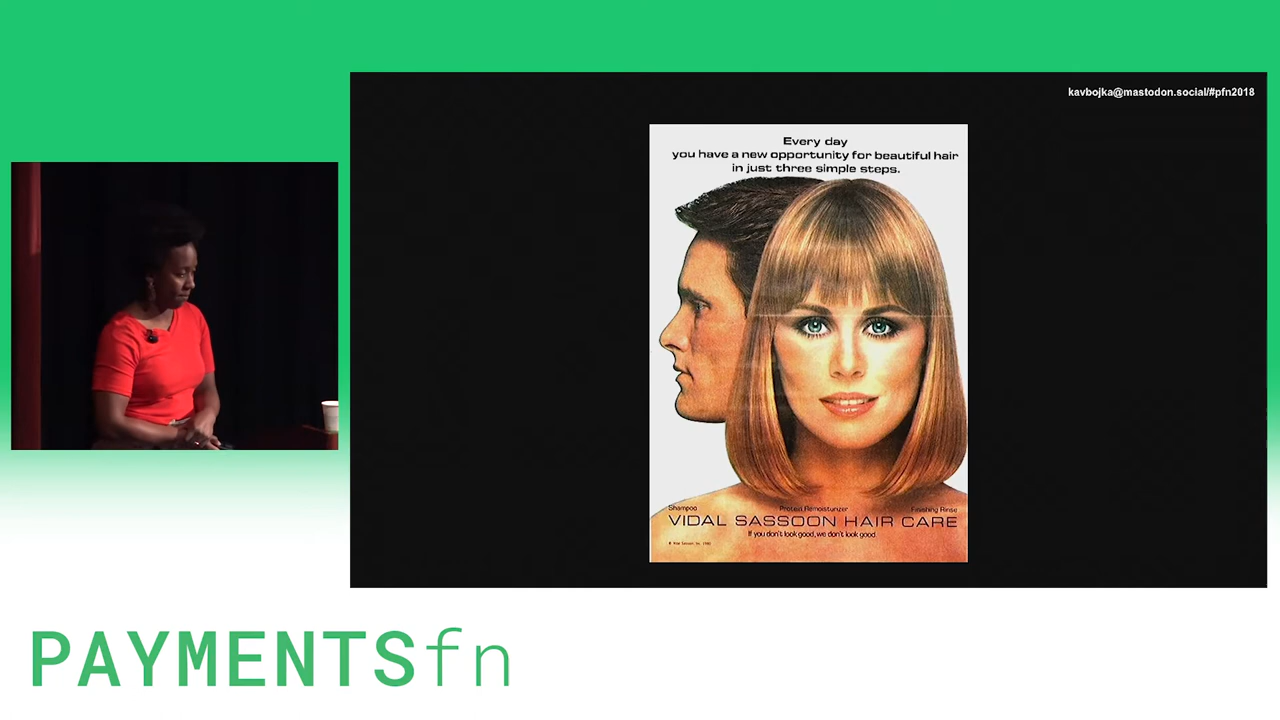 kavbojka@mastodon.social/#pfn2018
Every day
you have a new opportunity for beautiful hair
in just three simple steps.
Shampoo Protein Remoisturizer Finishing Rinse
VIDAL SASSOON HAIR CARE
If you don't look good, we don't look good.
PAYMENTSfn